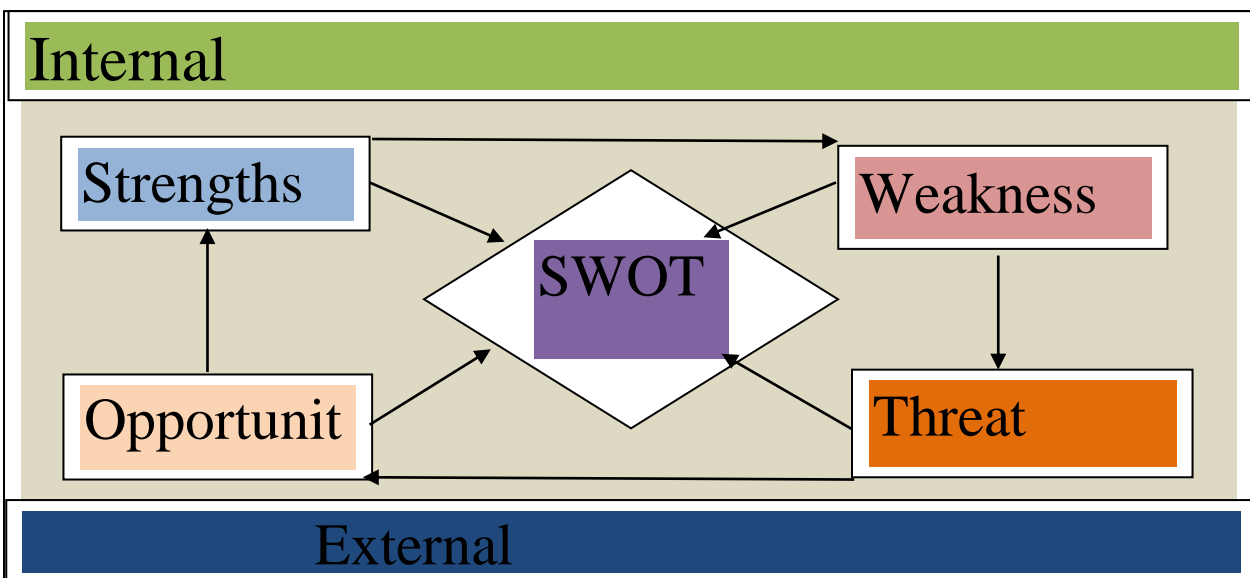 Internal
Strengths
Weakness
SWOT
Opportunit
Threat
External